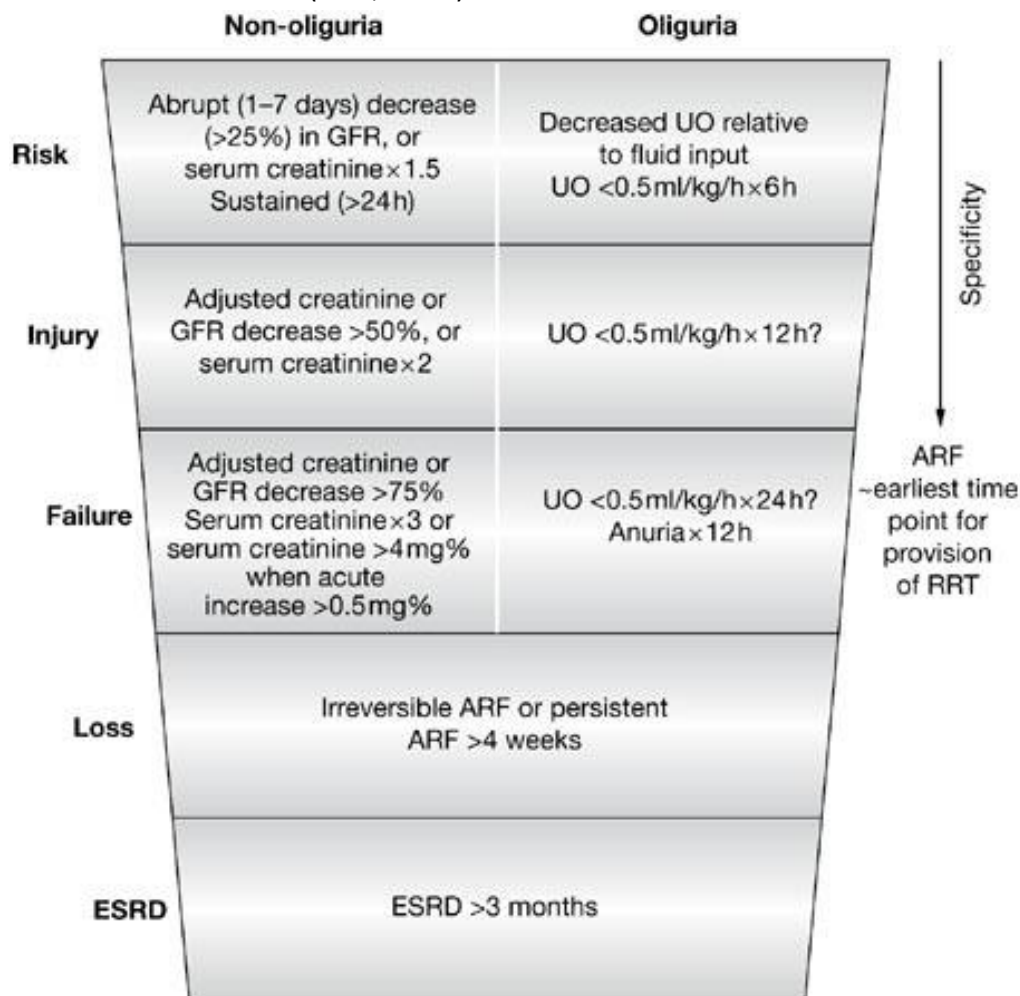 Non-oliguria
Oliguria
Risk
Abrupt (1–7 days) decrease
(>25%) in GFR, or
serum creatinine×1.5
Sustained (>24h)
Decreased UO relative
to fluid input
UO <0.5ml/kg/h×6h
Specificity
Injury
Adjusted creatinine or
GFR decrease >50%, or
serum creatinine×2
UO <0.5ml/kg/h×12h?
Failure
Adjusted creatinine or
GFR decrease >75%
Serum creatinine×3 or
serum creatinine >4mg%
when acute
increase >0.5mg%
UO <0.5ml/kg/h×24h?
Anuria×12h
ARF
~earliest time
point for
provision
of RRT
Loss
Irreversible ARF or persistent
ARF >4 weeks
ESRD
ESRD >3 months